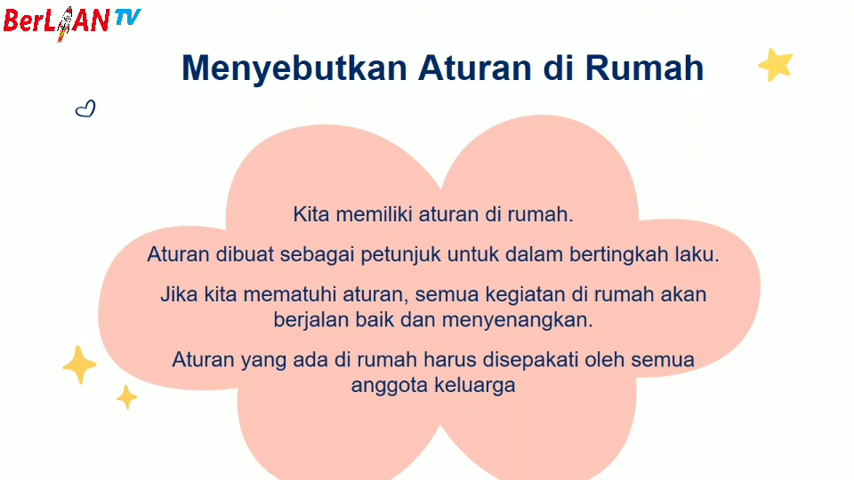 BerLIAN TV
Menyebutkan Aturan di Rumah
Kita memiliki aturan di rumah.
Aturan dibuat sebagai petunjuk untuk dalam bertingkah laku.
Jika kita mematuhi aturan, semua kegiatan di rumah akan
berjalan baik dan menyenangkan.
Aturan yang ada di rumah harus disepakati oleh semua
anggota keluarga